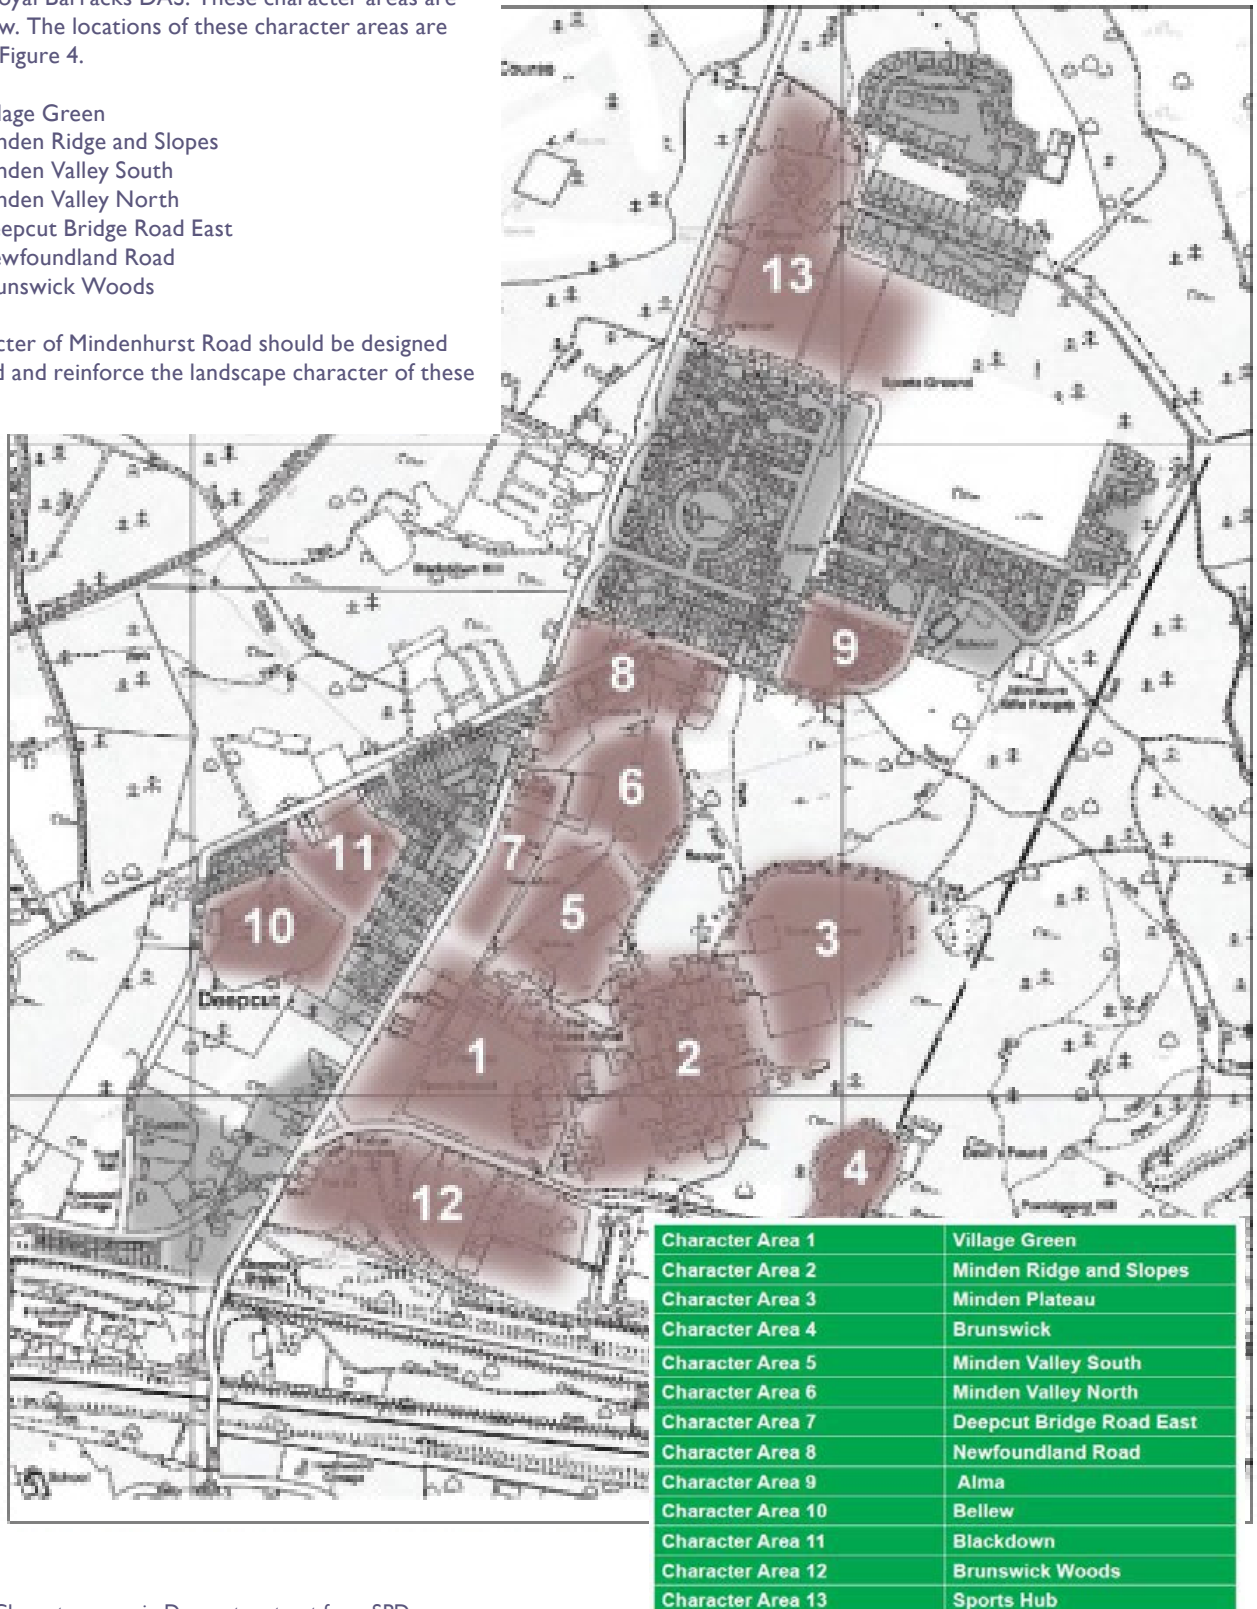 oyal Barracks DAS. These character areas are
w. The locations of these character areas are
Figure 4.
llage Green
nden Ridge and Slopes
nden Valley South
nden Valley North
eepcut Bridge Road East
ewfoundland Road
unswick Woods
cter of Mindenhurst Road should be designed
d and reinforce the landscape character of these
Course
13
Sports Ground
8
9
6
7
11
5
10
3
Deepcut
1
2
4
12
Character Area 1 Village Green
Character Area 2 Minden Ridge and Slopes
Character Area 3 Minden Plateau
Character Area 4 Brunswick
Character Area 5 Minden Valley South
Character Area 6 Minden Valley North
Character Area 7 Deepcut Bridge Road East
Character Area 8 Newfoundland Road
Character Area 9 Alma
Character Area 10 Bellew
Character Area 11 Blackdown
Character Area 12 Brunswick Woods
Character Area 13 Sports Hub